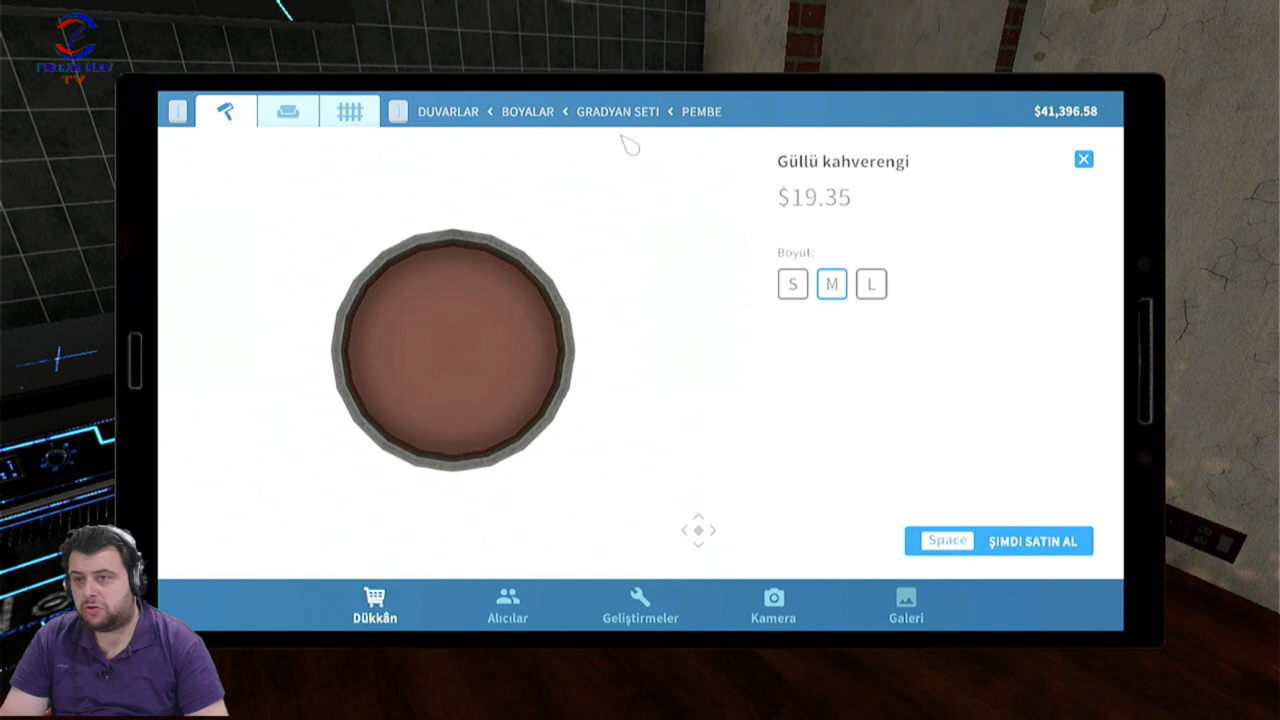 TV
[ ] DUVARLAR < BOYALAR < GRADYAN SETI < PEMBE $41,396.58
Güllü kahverengi
$19.35
Boyut:
S M L
Space ŞIMDI SATIN AL
Dükkân Alıcılar Geliştirmeler Kamera Galeri